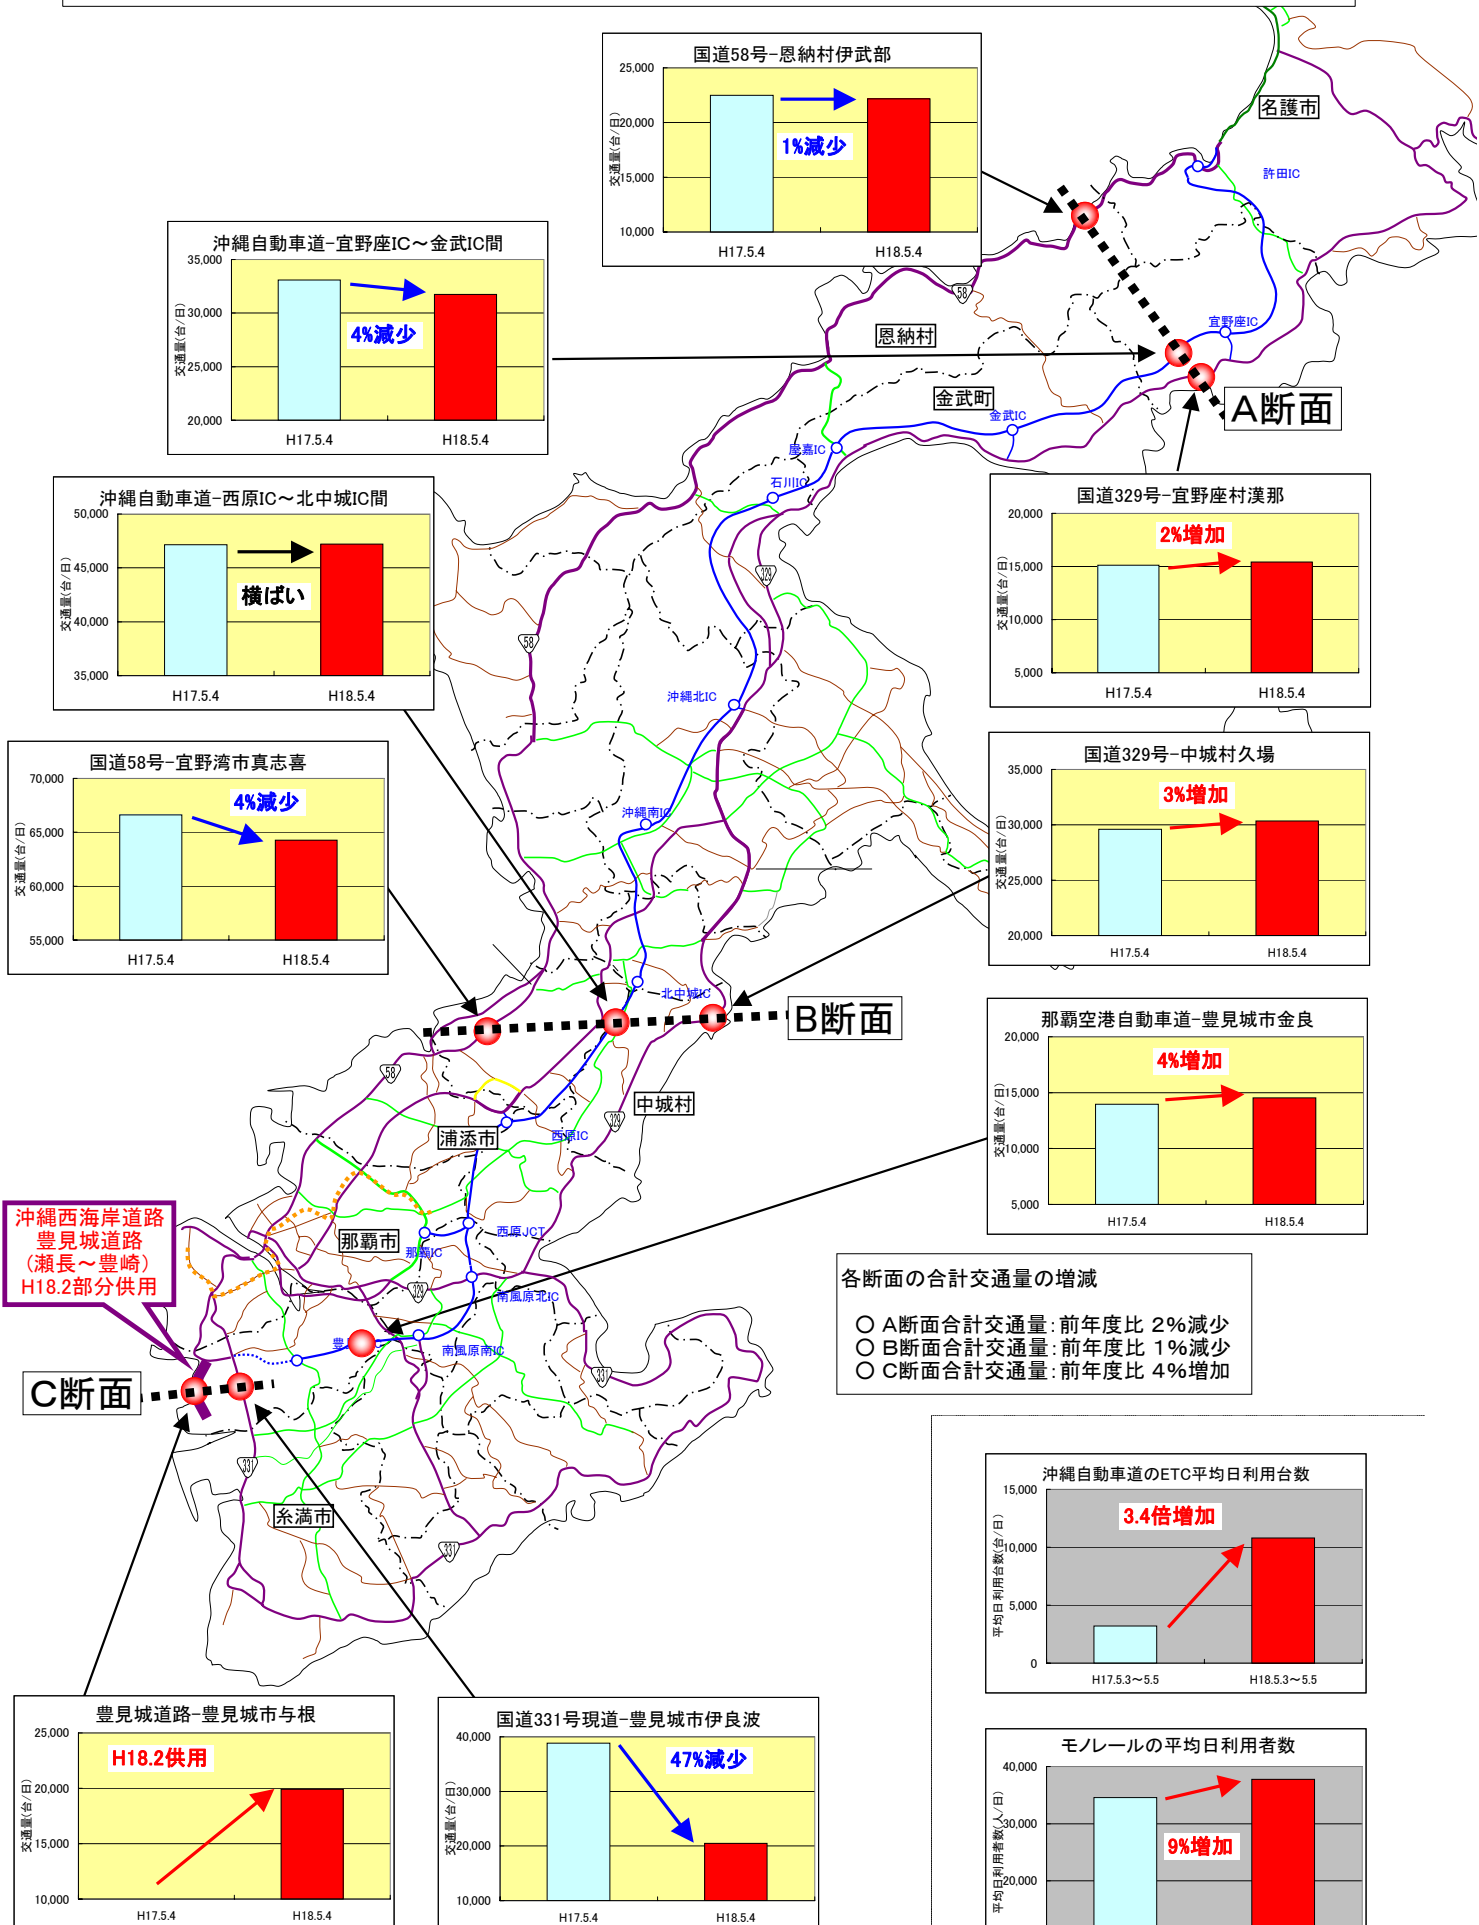 国道58号−恩納村伊武部
25,000
20,000
15,000
10,000
交通量(台/日)
1%減少
H17.5.4
H18.5.4
名護市
許田IC
沖縄自動車道−宜野座IC～金武IC間
35,000
30,000
25,000
20,000
交通量(台/日)
4%減少
H17.5.4
H18.5.4
58
恩納村
宜野座IC
金武町
金武IC
A断面
屋嘉IC
石川IC
沖縄自動車道−西原IC～北中城IC間
50,000
45,000
40,000
35,000
交通量(台/日)
横ばい
H17.5.4
H18.5.4
国道329号−宜野座村漢那
20,000
15,000
10,000
5,000
交通量(台/日)
2%増加
H17.5.4
H18.5.4
329
58
沖縄北IC
国道58号−宜野湾市真志喜
70,000
65,000
60,000
55,000
交通量(台/日)
4%減少
H17.5.4
H18.5.4
国道329号−中城村久場
35,000
30,000
25,000
20,000
交通量(台/日)
3%増加
H17.5.4
H18.5.4
沖縄南IC
北中城IC
B断面
那覇空港自動車道−豊見城市金良
20,000
15,000
10,000
5,000
交通量(台/日)
4%増加
H17.5.4
H18.5.4
58
中城村
329
浦添市
西原IC
沖縄西海岸道路
豊見城道路
(瀬長～豊崎)
H18.2部分供用
那覇市
那覇IC
西原JCT
329
南風原北IC
豊
南風原南IC
331
C断面
各断面の合計交通量の増減
○ A断面合計交通量：前年度比 2%減少
○ B断面合計交通量：前年度比 1%減少
○ C断面合計交通量：前年度比 4%増加
331
糸満市
331
沖縄自動車道のETC平均日利用台数
15,000
10,000
5,000
0
平均日利用台数(台/日)
3.4倍増加
H17.5.3～5.5
H18.5.3～5.5
豊見城道路−豊見城市与根
25,000
20,000
15,000
10,000
交通量(台/日)
H18.2供用
H17.5.4
H18.5.4
国道331号現道−豊見城市伊良波
40,000
30,000
20,000
10,000
交通量(台/日)
47%減少
H17.5.4
H18.5.4
モノレールの平均日利用者数
40,000
30,000
20,000
平均日利用者数(人/日)
9%増加